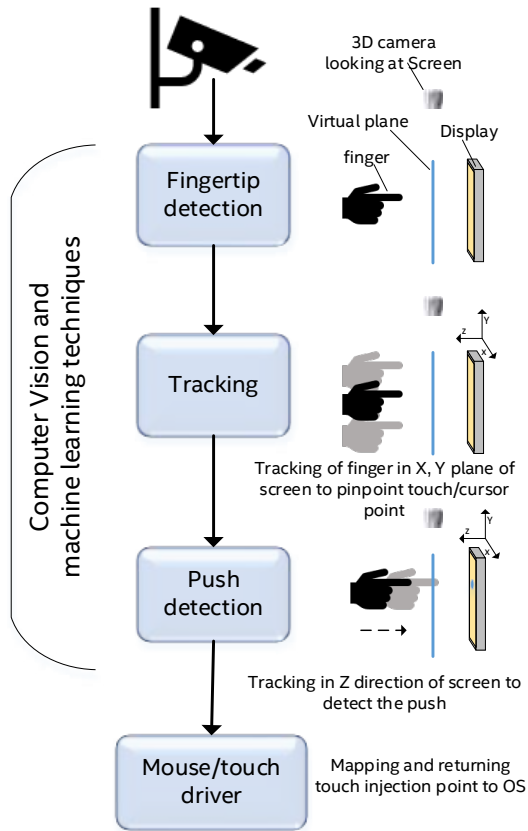 3D camera
looking at Screen
Virtual plane
Display
finger
Fingertip
detection
Computer Vision and
machine learning techniques
Y
Z
X
Tracking
Tracking of finger in X, Y plane of
screen to pinpoint touch/cursor
point
Y
Z
X
Push
detection
Tracking in Z direction of screen to
detect the push
Mouse/touch
driver
Mapping and returning
touch injection point to OS